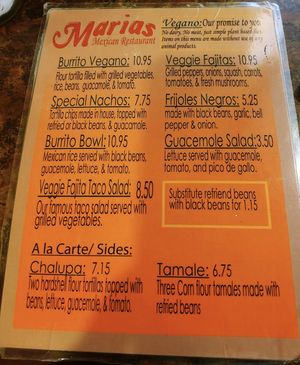 Marias
Mexican Restaurant
Vegano: Our promise to you
No dairy, No meat, just simple plant based
Items on this menu are made without use of any
animal products.
Burrito Vegano: 10.95
Flour tortilla filled with grilled vegetables,
rice, beans, guacamole, & tomato.
Special Nachos: 7.75
Tortilla chips made in house, topped with
refried or black beans, & guacamole.
Burrito Bowl: 10.95
Mexican rice served with black beans,
guacemole, lettuce, & tomato.
Veggie Fajita Taco Salad: 8.50
Our famous taco salad served with
grilled vegetables.
Veggie Fajitas: 10.95
Grilled peppers, onions, squash, carrots,
tomatoes, & fresh mushrooms.
Frijoles Negros: 5.25
made with black beans, garlic, bell
pepper & onion.
Guacemole Salad: 3.50
Lettuce served with guacemole,
tomato, and pico de gallo.
Substitute refriend beans
with black beans for 1.15
A la Carte/ Sides:
Chalupa: 7.15
Two hardshell flour tortillas topped with
beans, lettuce, guacemole, & tomato.
Tamale: 6.75
Three Corn flour tamales made with
refried beans